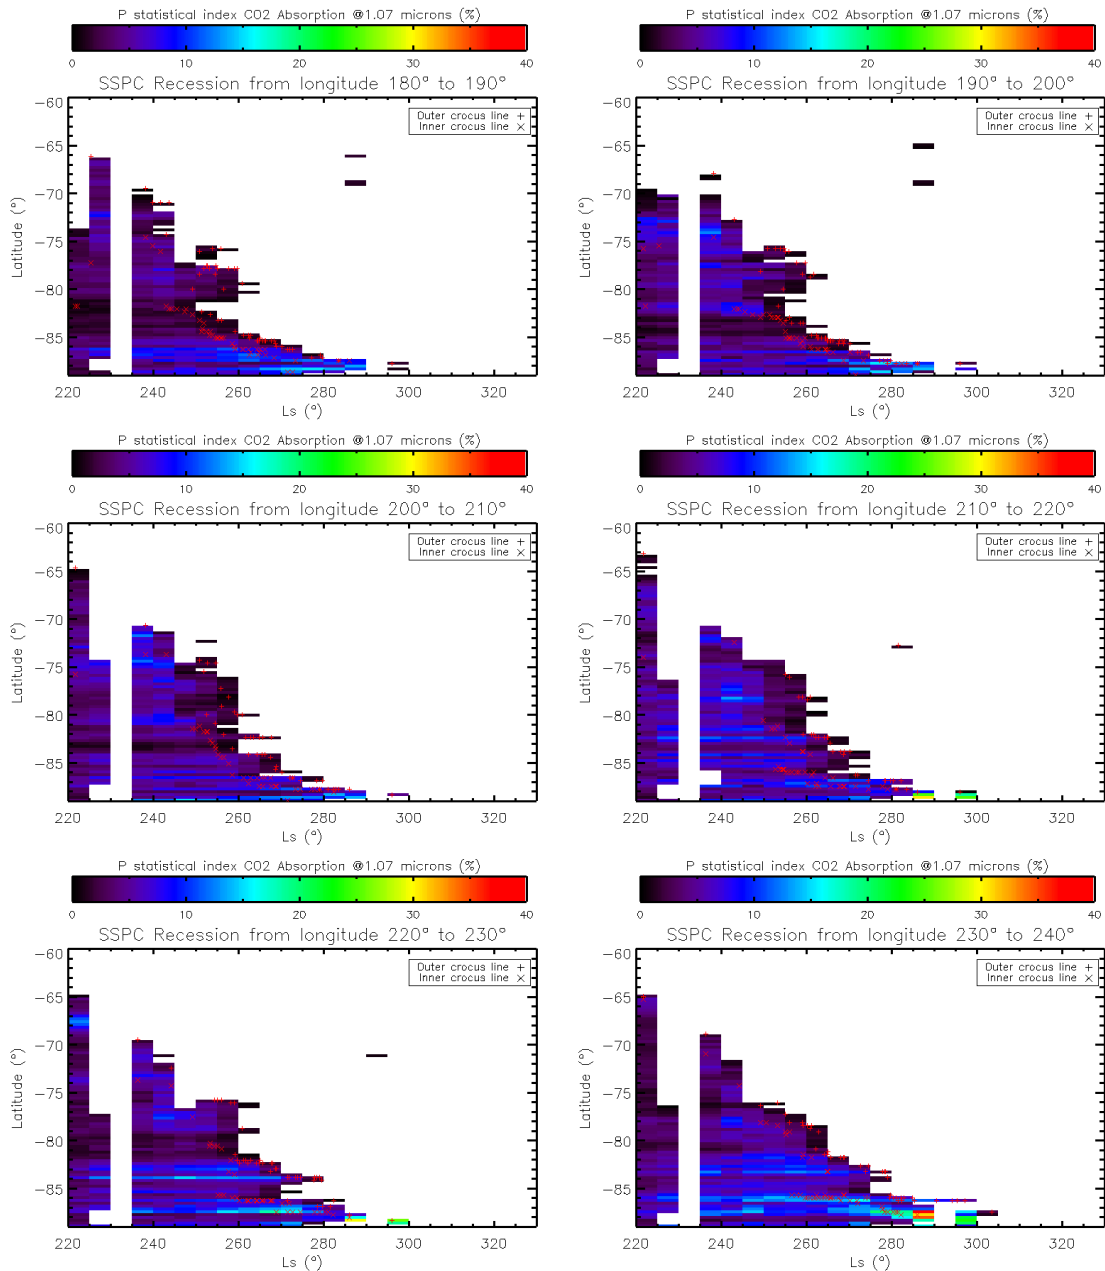 P statistical index CO2 Absorption @1.07 microns (%)
0 10 20 30 40
SSPC Recession from longitude 180° to 190°
Outer crocus line +
Inner crocus line ×
Latitude (°)
−60
−65
−70
−75
−80
−85
220 240 260 280 300 320
Ls (°)
P statistical index CO2 Absorption @1.07 microns (%)
0 10 20 30 40
SSPC Recession from longitude 190° to 200°
Outer crocus line +
Inner crocus line ×
Latitude (°)
−60
−65
−70
−75
−80
−85
220 240 260 280 300 320
Ls (°)
P statistical index CO2 Absorption @1.07 microns (%)
0 10 20 30 40
SSPC Recession from longitude 200° to 210°
Outer crocus line +
Inner crocus line ×
Latitude (°)
−60
−65
−70
−75
−80
−85
220 240 260 280 300 320
Ls (°)
P statistical index CO2 Absorption @1.07 microns (%)
0 10 20 30 40
SSPC Recession from longitude 210° to 220°
Outer crocus line +
Inner crocus line ×
Latitude (°)
−60
−65
−70
−75
−80
−85
220 240 260 280 300 320
Ls (°)
P statistical index CO2 Absorption @1.07 microns (%)
0 10 20 30 40
SSPC Recession from longitude 220° to 230°
Outer crocus line +
Inner crocus line ×
Latitude (°)
−60
−65
−70
−75
−80
−85
220 240 260 280 300 320
Ls (°)
P statistical index CO2 Absorption @1.07 microns (%)
0 10 20 30 40
SSPC Recession from longitude 230° to 240°
Outer crocus line +
Inner crocus line ×
Latitude (°)
−60
−65
−70
−75
−80
−85
220 240 260 280 300 320
Ls (°)